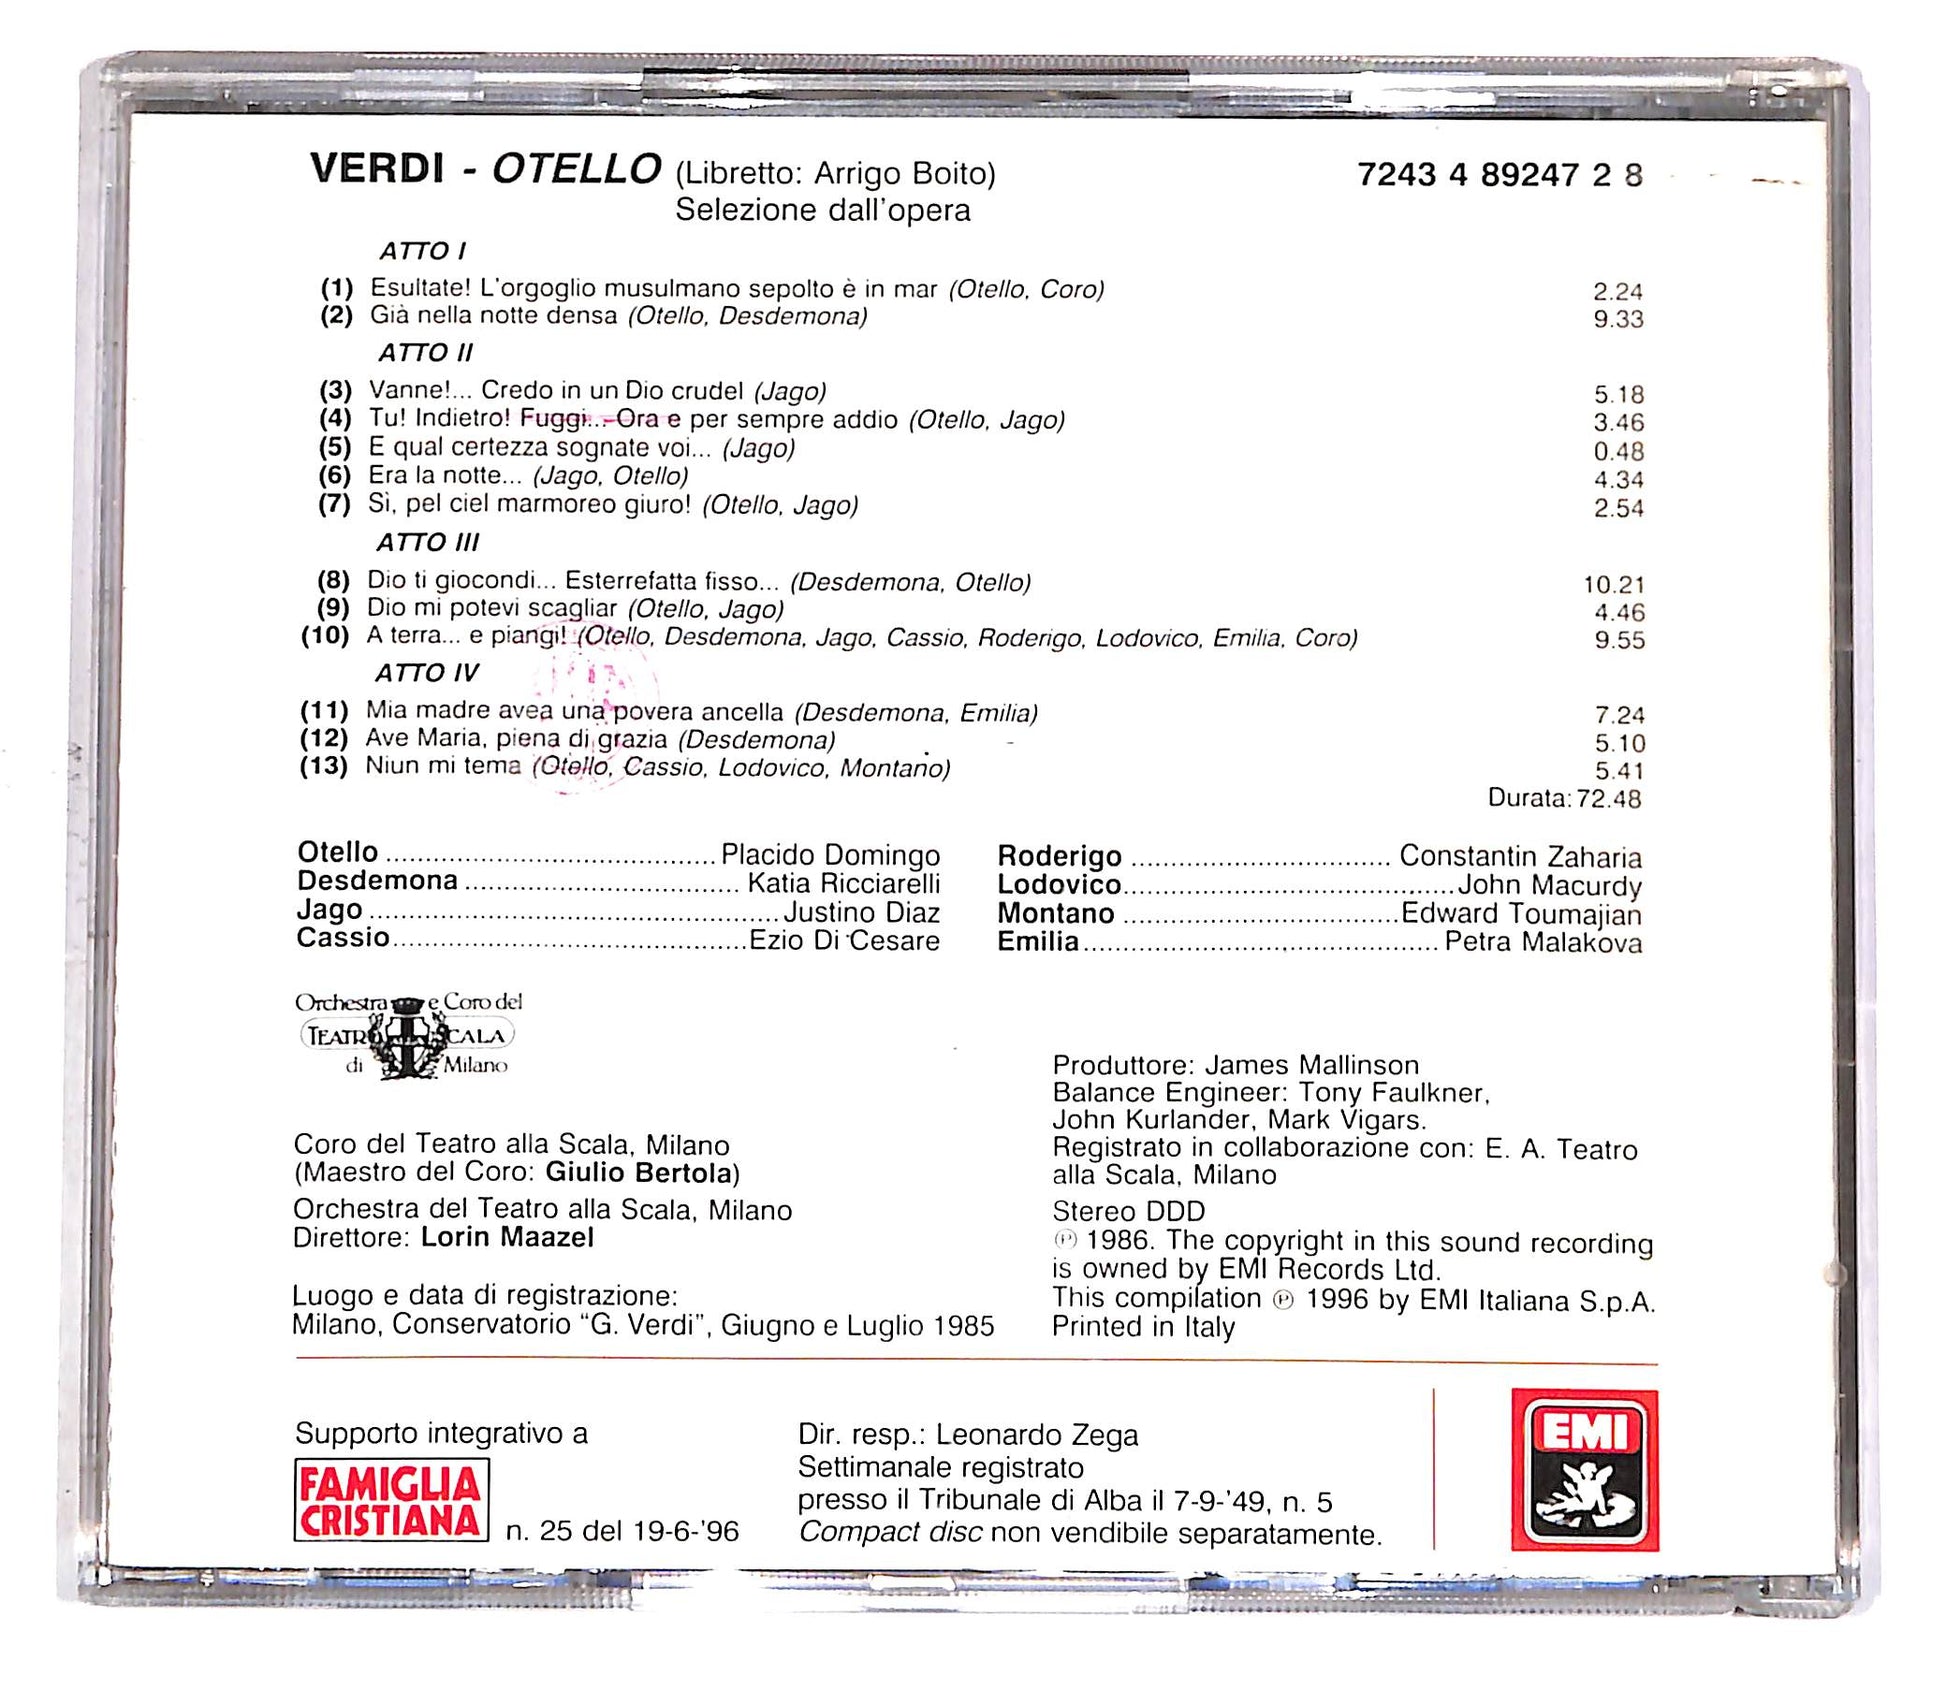 VERDI - OTELLO (Libretto: Arrigo Boito) 7243 4 89247 2 8
Selezione dall'opera
ATTO I
(1) Esultate! L'orgoglio musulmano sepolto è in mar (Otello, Coro) 2.24
(2) Già nella notte densa (Otello, Desdemona) 9.33
ATTO II
(3) Vanne!... Credo in un Dio crudel (Jago) 5.18
(4) Tu! Indietro! Fuggi... Ora e per sempre addio (Otello, Jago) 3.46
(5) E qual certezza sognate voi... (Jago) 0.48
(6) Era la notte... (Jago, Otello) 4.34
(7) Sì, pel ciel marmoreo giuro! (Otello, Jago) 2.54
ATTO III
(8) Dio ti giocondi... Esterrefatta fisso... (Desdemona, Otello) 10.21
(9) Dio mi potevi scagliar (Otello, Jago) 4.46
(10) A terra... e piangi! (Otello, Desdemona, Jago, Cassio, Roderigo, Lodovico, Emilia, Coro) 9.55
ATTO IV
(11) Mia madre avea una povera ancella (Desdemona, Emilia) 7.24
(12) Ave Maria, piena di grazia (Desdemona) 5.10
(13) Niun mi tema (Otello, Cassio, Lodovico, Montano) 5.41
Durata: 72.48
Otello ........ Placido Domingo
Desdemona ........ Katia Ricciarelli
Jago ........ Justino Diaz
Cassio ........ Ezio Di Cesare
Roderigo ........ Constantin Zaharia
Lodovico ........ John Macurdy
Montano ........ Edward Toumajian
Emilia ........ Petra Malakova
Orchestra e Coro del
TEATRO SCALA
di Milano
Coro del Teatro alla Scala, Milano
(Maestro del Coro: Giulio Bertola)
Orchestra del Teatro alla Scala, Milano
Direttore: Lorin Maazel
Luogo e data di registrazione:
Milano, Conservatorio “G. Verdi”, Giugno e Luglio 1985
Produttore: James Mallinson
Balance Engineer: Tony Faulkner,
John Kurlander, Mark Vigars.
Registrato in collaborazione con: E. A. Teatro
alla Scala, Milano
Stereo DDD
℗ 1986. The copyright in this sound recording
is owned by EMI Records Ltd.
This compilation ℗ 1996 by EMI Italiana S.p.A.
Printed in Italy
Supporto integrativo a
FAMIGLIA
CRISTIANA n. 25 del 19-6-'96
Dir. resp.: Leonardo Zega
Settimanale registrato
presso il Tribunale di Alba il 7-9-'49, n. 5
Compact disc non vendibile separatamente.
EMI